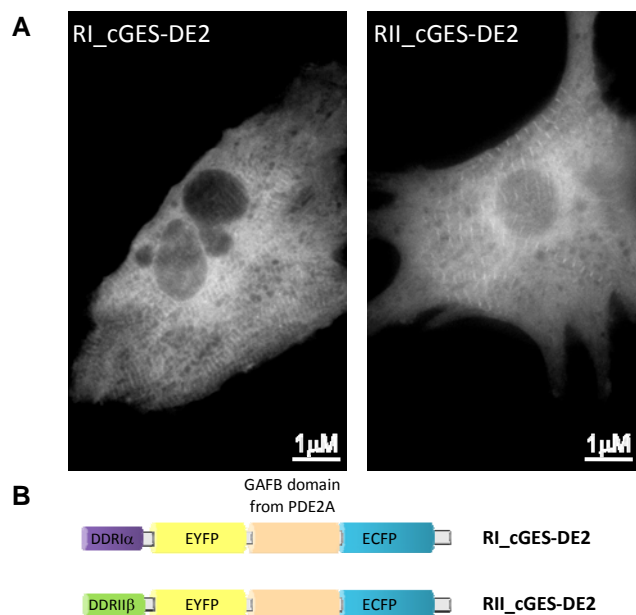 A
RI_cGES-DE2
RII_cGES-DE2
1µM
1µM
GAFB domain
from PDE2A
B
DDRIα EYFP ECFP RI_cGES-DE2
DDRIIβ EYFP ECFP RII_cGES-DE2